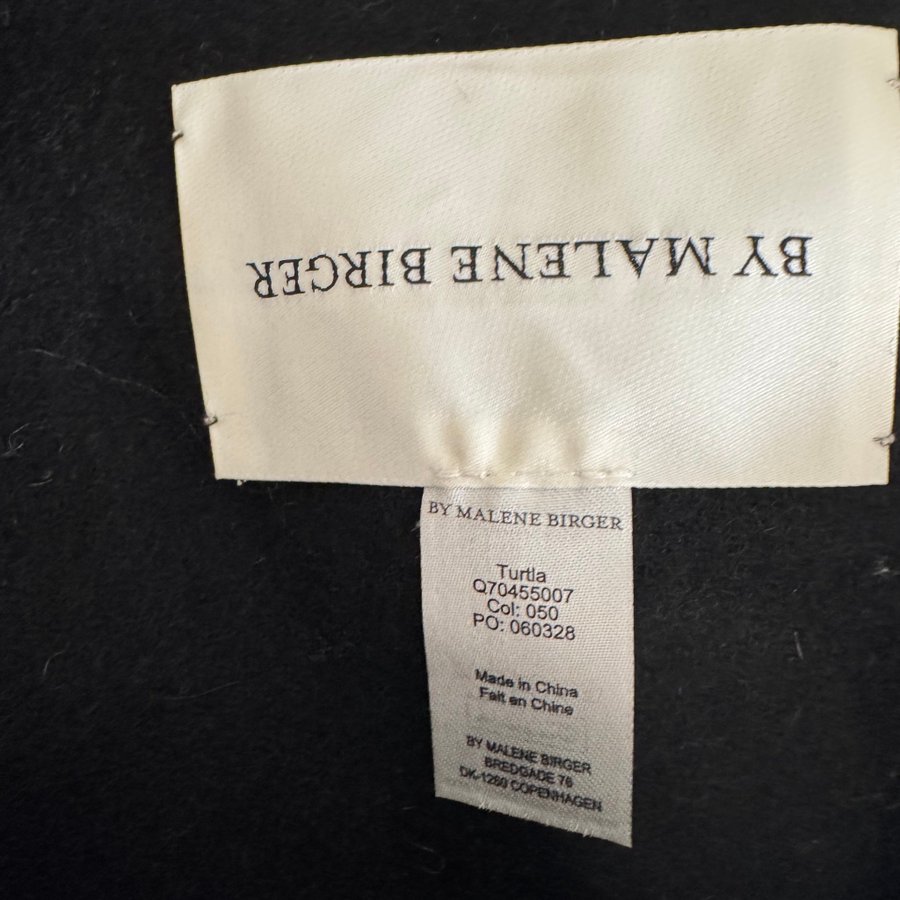 BY MALENE BIRGER
BY MALENE BIRGER
Turtla
Q70455007
Col: 050
PO: 060328
Made in China
Fait en Chine
BY MALENE BIRGER
BREDGADE 76
DK-1260 COPENHAGEN